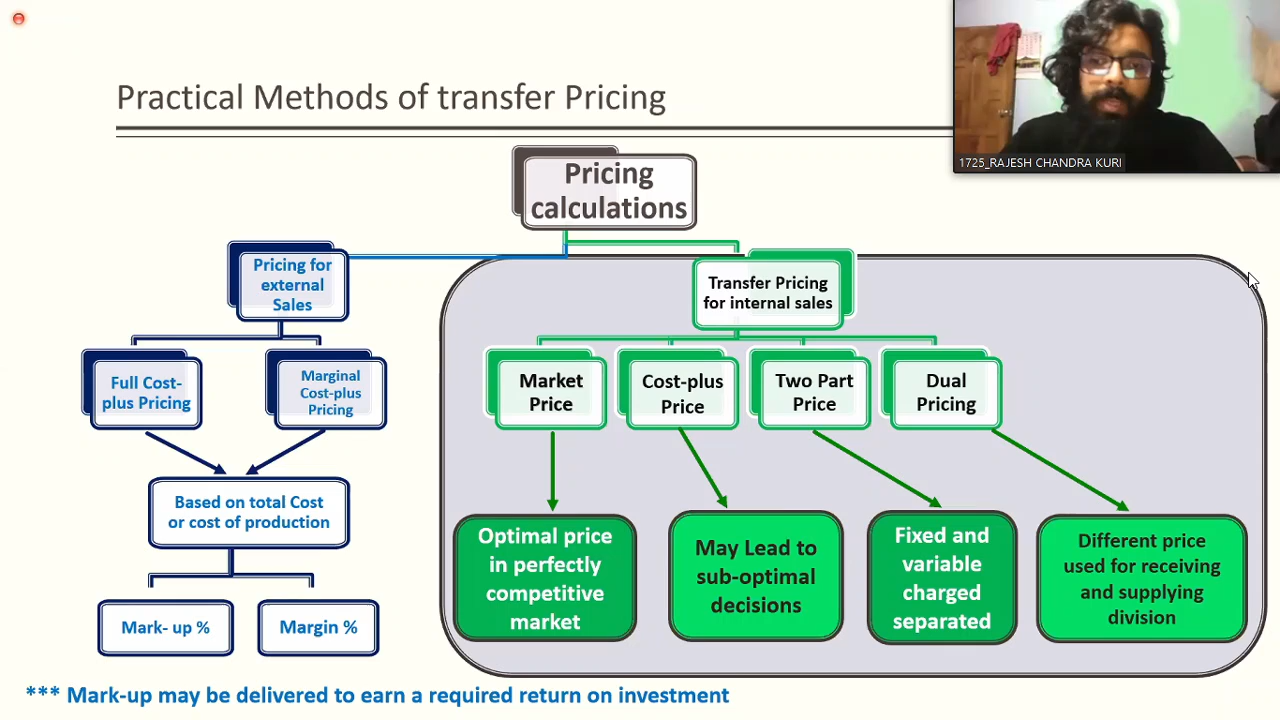 Practical Methods of transfer Pricing
1725_RAJESH CHANDRA KURI
Pricing
calculations
Pricing for
external
Sales
Transfer Pricing
for internal sales
Full Cost-
plus Pricing
Marginal
Cost-plus
Pricing
Market
Price
Cost-plus
Price
Two Part
Price
Dual
Pricing
Based on total Cost
or cost of production
Optimal price
in perfectly
competitive
market
May Lead to
sub-optimal
decisions
Fixed and
variable
charged
separated
Different price
used for receiving
and supplying
division
Mark- up %
Margin %
*** Mark-up may be delivered to earn a required return on investment